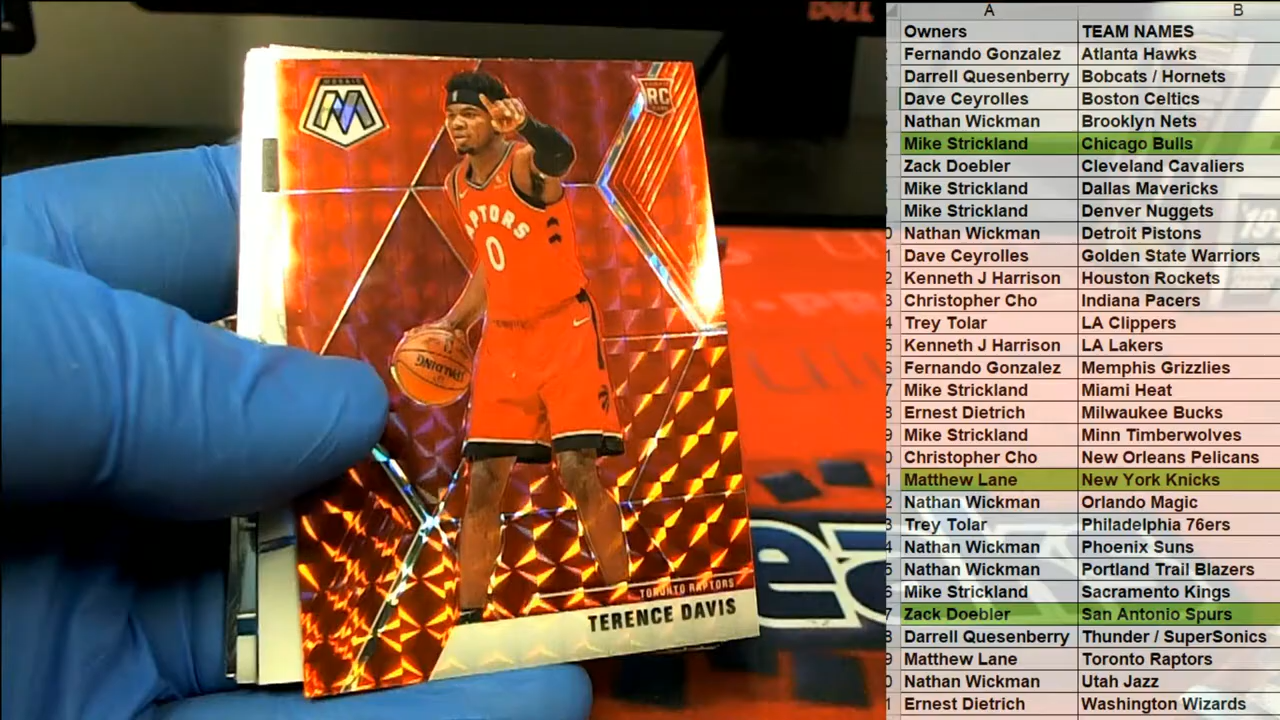 DELL
MOSAIC
M
RC
RAPTORS
0
SPALDING
TORONTO RAPTORS
TERENCE DAVIS
A B
Owners TEAM NAMES
Fernando Gonzalez Atlanta Hawks
Darrell Quesenberry Bobcats / Hornets
Dave Ceyrolles Boston Celtics
Nathan Wickman Brooklyn Nets
Mike Strickland Chicago Bulls
Zack Doebler Cleveland Cavaliers
Mike Strickland Dallas Mavericks
Mike Strickland Denver Nuggets
Nathan Wickman Detroit Pistons
Dave Ceyrolles Golden State Warriors
Kenneth J Harrison Houston Rockets
Christopher Cho Indiana Pacers
Trey Tolar LA Clippers
Kenneth J Harrison LA Lakers
Fernando Gonzalez Memphis Grizzlies
Mike Strickland Miami Heat
Ernest Dietrich Milwaukee Bucks
Mike Strickland Minn Timberwolves
Christopher Cho New Orleans Pelicans
Matthew Lane New York Knicks
Nathan Wickman Orlando Magic
Trey Tolar Philadelphia 76ers
Nathan Wickman Phoenix Suns
Nathan Wickman Portland Trail Blazers
Mike Strickland Sacramento Kings
Zack Doebler San Antonio Spurs
Darrell Quesenberry Thunder / SuperSonics
Matthew Lane Toronto Raptors
Nathan Wickman Utah Jazz
Ernest Dietrich Washington Wizards